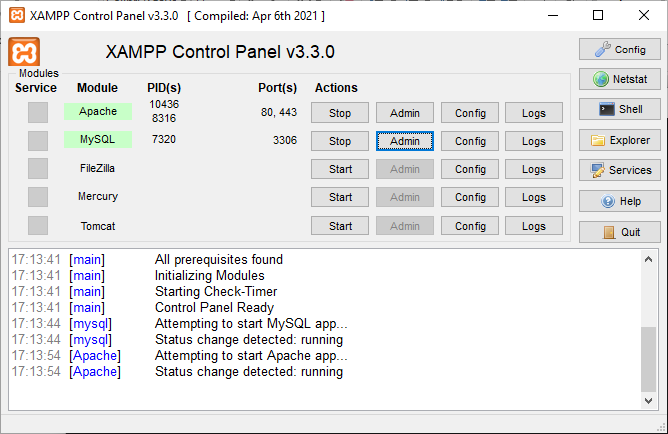 XAMPP Control Panel v3.3.0 [ Compiled: Apr 6th 2021 ]
XAMPP Control Panel v3.3.0
Config
Modules
Service Module PID(s) Port(s) Actions
Netstat
Apache 10436 8316 80, 443 Stop Admin Config Logs
Shell
MySQL 7320 3306 Stop Admin Config Logs
Explorer
FileZilla Start Admin Config Logs
Services
Mercury Start Admin Config Logs
Help
Tomcat Start Admin Config Logs
Quit
17:13:41 [main] All prerequisites found
17:13:41 [main] Initializing Modules
17:13:41 [main] Starting Check-Timer
17:13:41 [main] Control Panel Ready
17:13:44 [mysql] Attempting to start MySQL app...
17:13:44 [mysql] Status change detected: running
17:13:54 [Apache] Attempting to start Apache app...
17:13:54 [Apache] Status change detected: running